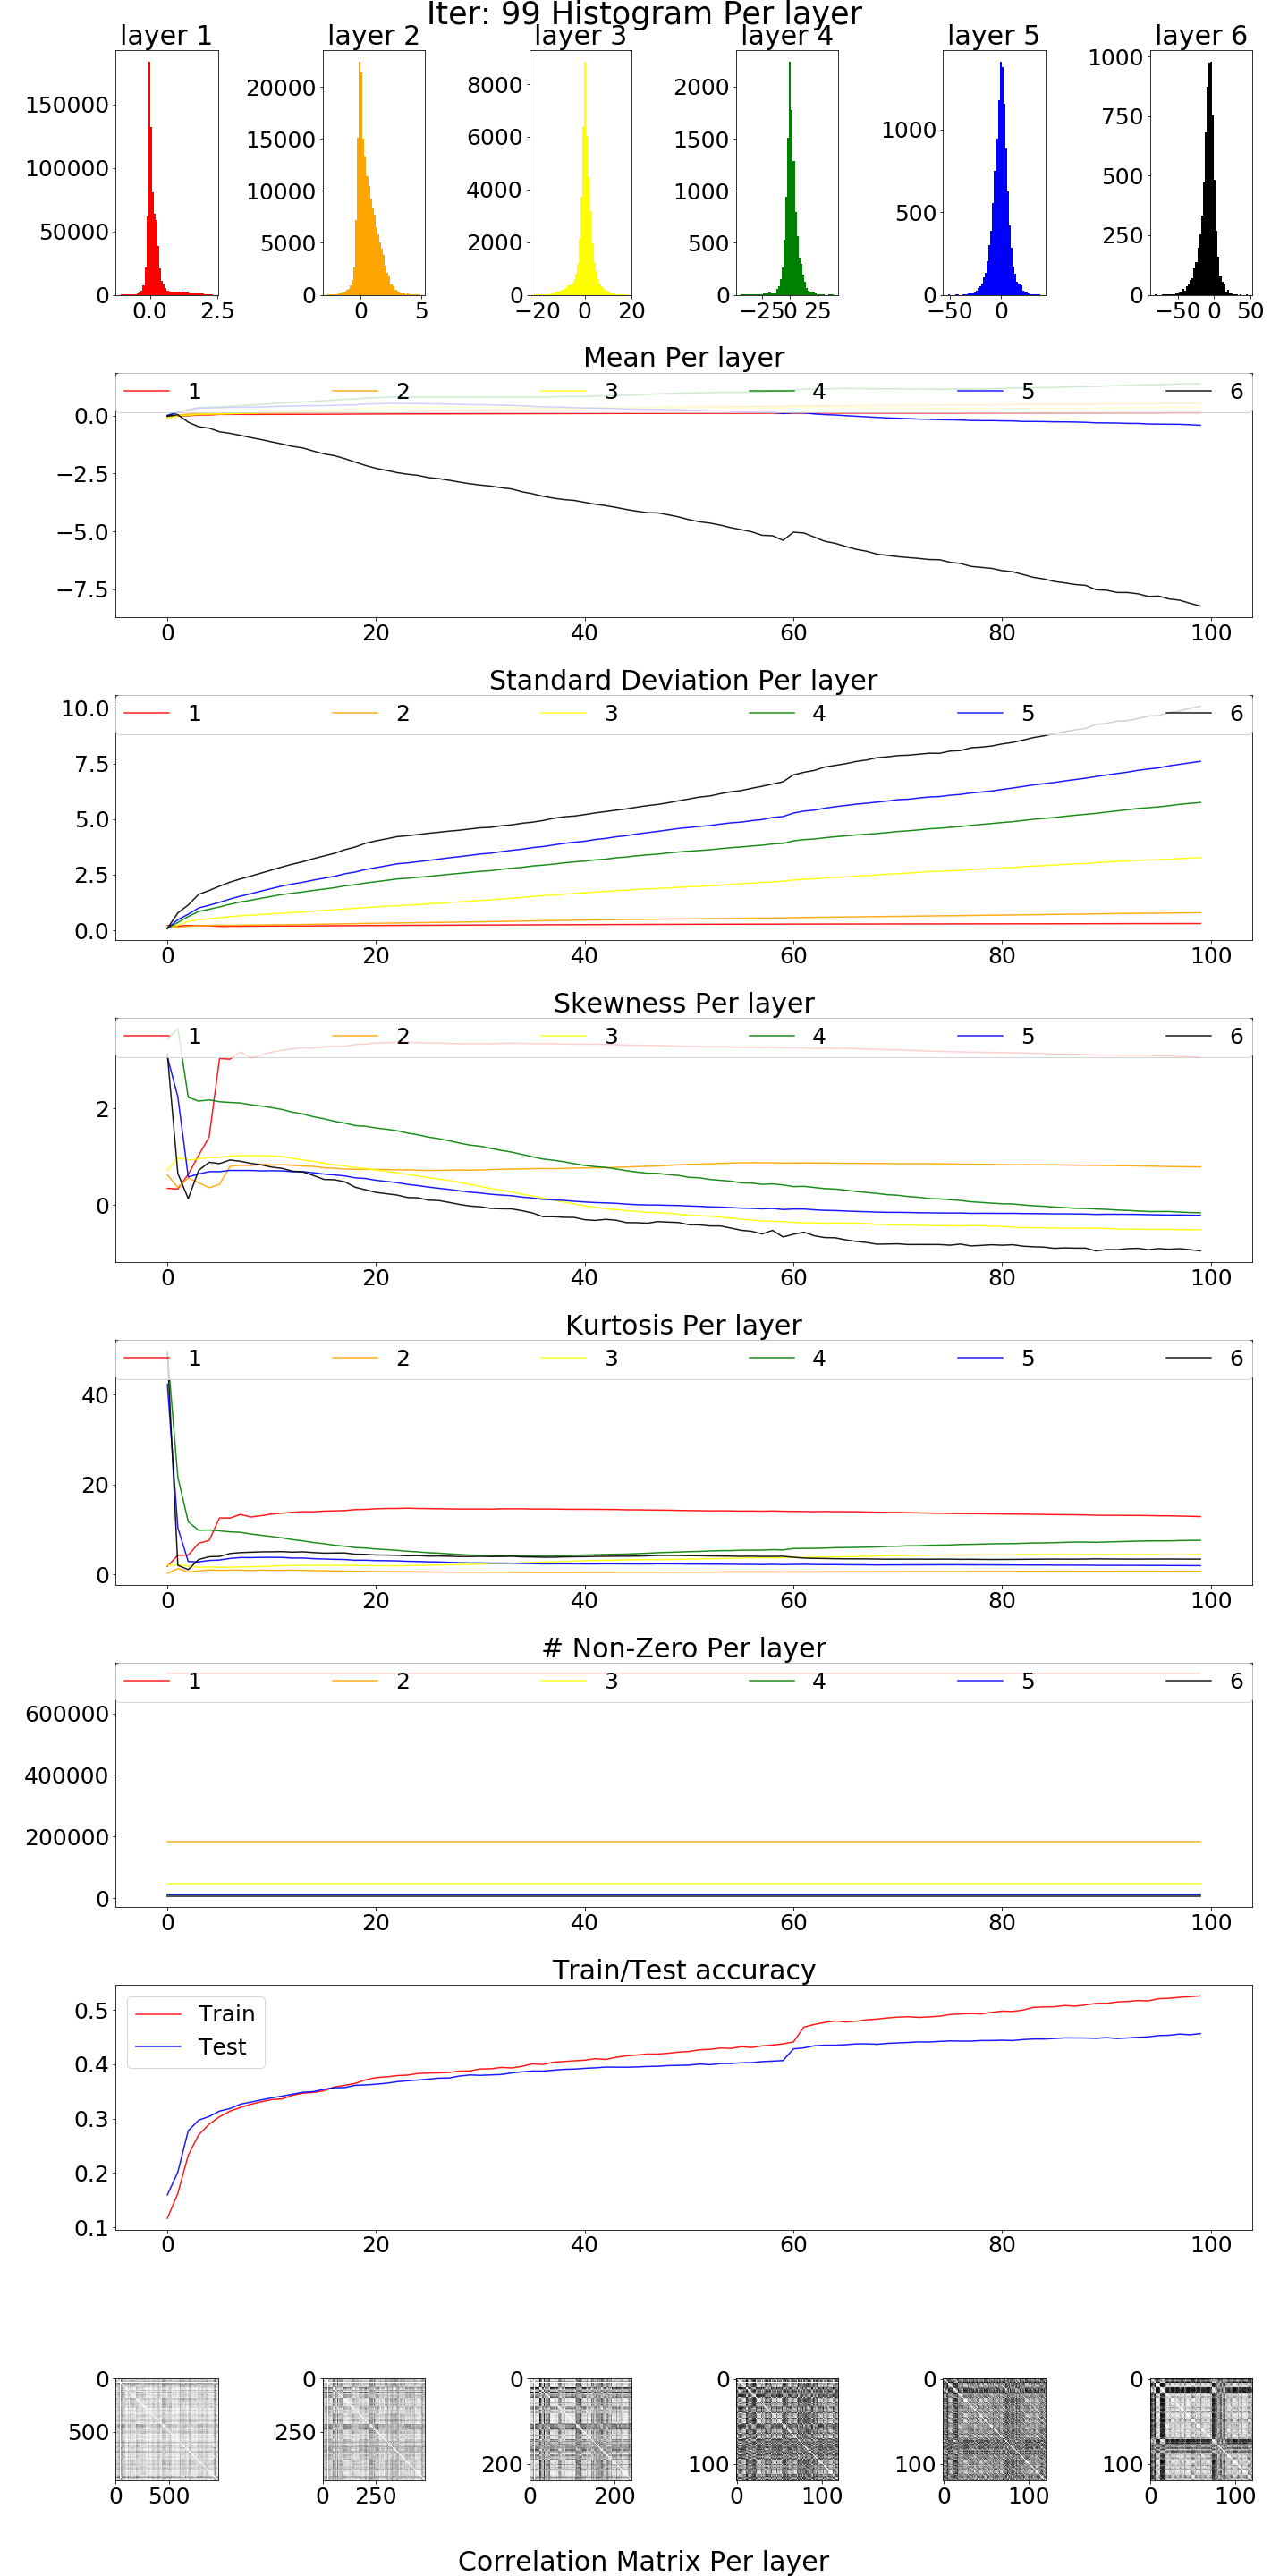 Iter: 99 Histogram Per layer
layer 1 layer 2 layer 3 layer 4 layer 5 layer 6
150000 100000 50000 0 0.0 2.5
20000 15000 10000 5000 0 0 5
8000 6000 4000 2000 0 −20 0 20
2000 1500 1000 500 0 −25 0 25
1000 500 0 −50 0
1000 750 500 250 0 −50 0 50
Mean Per layer
1 2 3 4 5 6
0.0
−2.5
−5.0
−7.5
0 20 40 60 80 100
Standard Deviation Per layer
10.0
1 2 3 4 5 6
7.5
5.0
2.5
0.0
0 20 40 60 80 100
Skewness Per layer
1 2 3 4 5 6
2
0
0 20 40 60 80 100
Kurtosis Per layer
1 2 3 4 5 6
40
20
0
0 20 40 60 80 100
# Non-Zero Per layer
1 2 3 4 5 6
600000
400000
200000
0
0 20 40 60 80 100
Train/Test accuracy
Train
Test
0.5
0.4
0.3
0.2
0.1
0 20 40 60 80 100
0 500 0 500
0 250 0 250
0 200 0 200
0 100 0 100
0 100 0 100
0 100 0 100
Correlation Matrix Per layer